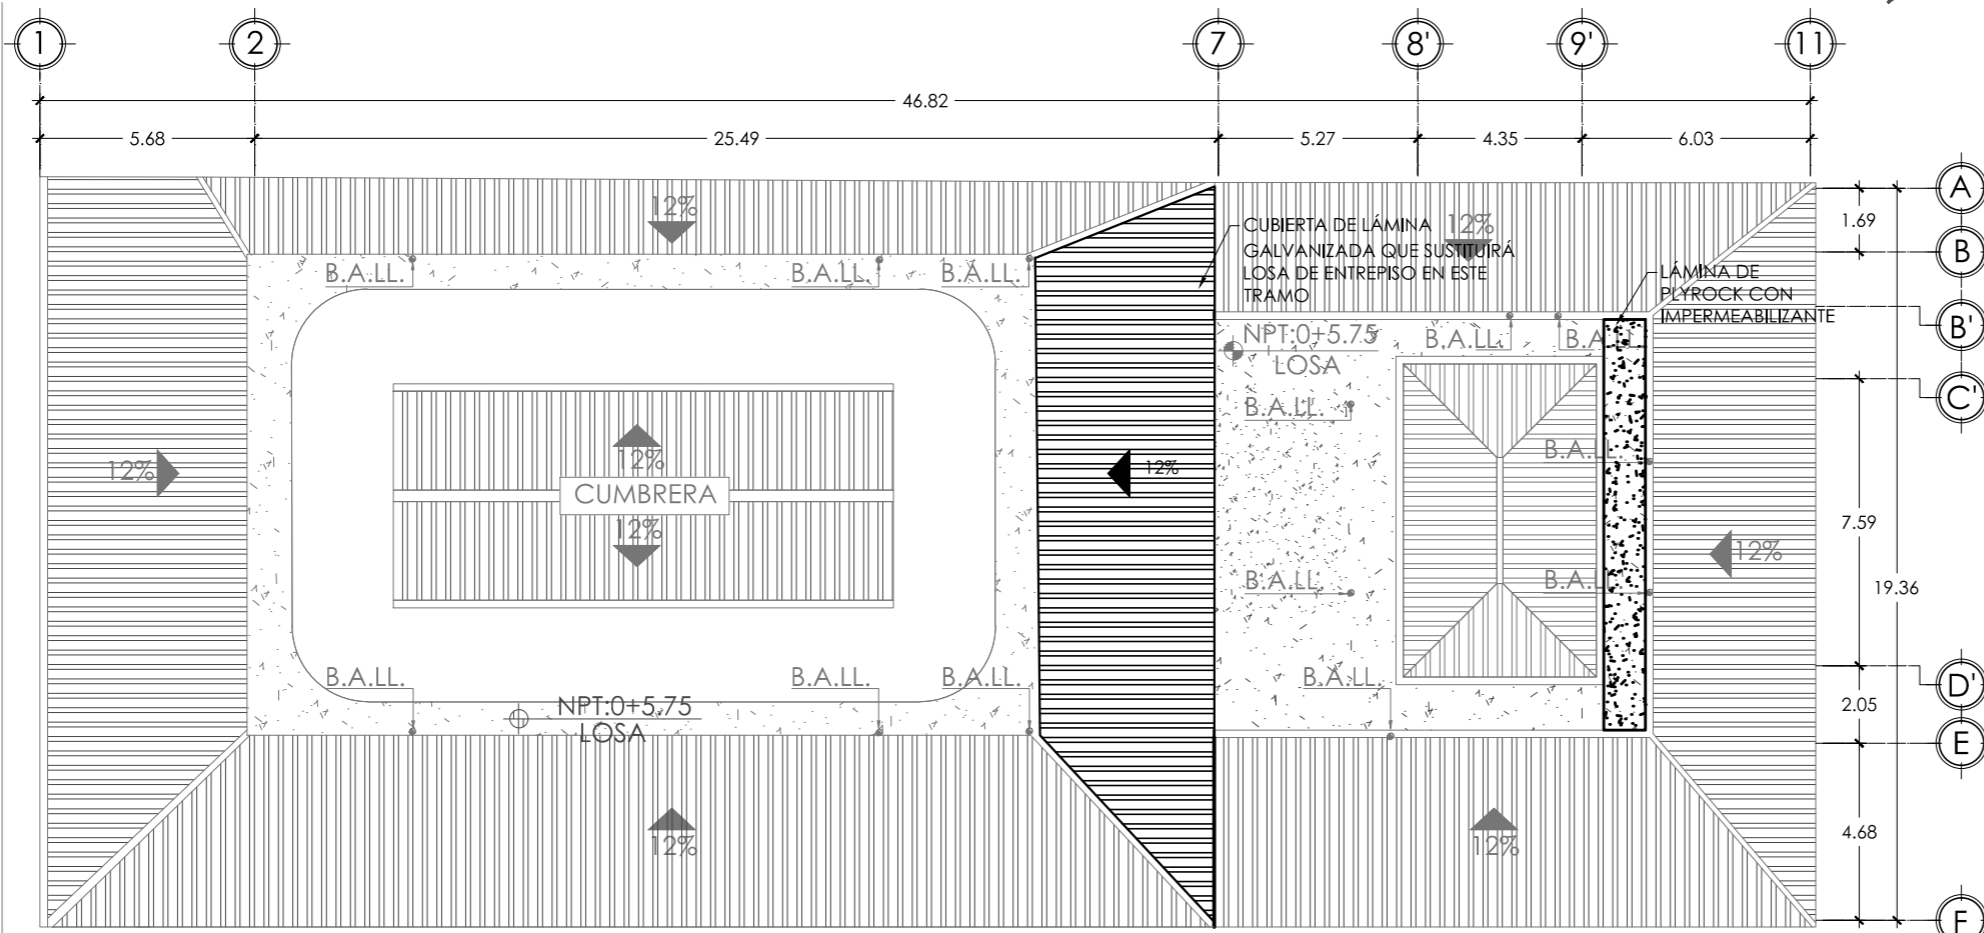 1 2 7 8' 9' 11
46.82
5.68 25.49 5.27 4.35 6.03
A
1.69
B
B'
C'
7.59
19.36
D'
2.05
E
4.68
F
12%
12%
CUBIERTA DE LÁMINA
GALVANIZADA QUE SUSTITUIRÁ
LOSA DE ENTREPISO EN ESTE
TRAMO
LÁMINA DE
PLYROCK CON
IMPERMEABILIZANTE
B.A.LL. B.A.LL. B.A.LL.
NPT:0+5.75
LOSA
B.A.LL. B.A.LL.
B.A.LL.
B.A.LL.
12%
12%
CUMBRERA
12%
12%
12%
B.A.LL. B.A.LL.
B.A.LL. B.A.LL. B.A.LL. B.A.LL.
NPT:0+5.75
LOSA
12%
12%